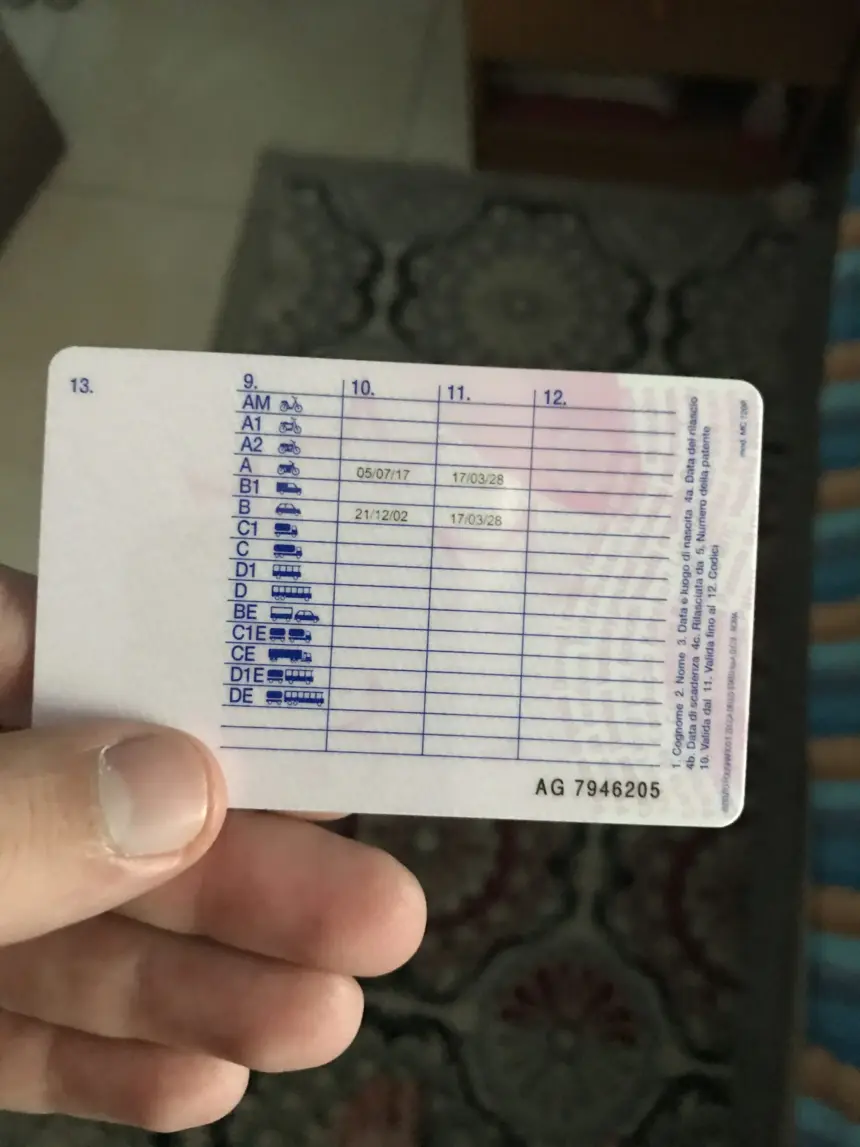 13.
9. 10. 11. 12.
AM
A1
A2
A 05/07/17 17/03/28
B1
B 21/12/02 17/03/28
C1
C
D1
D
BE
C1E
CE
D1E
DE
AG 7946205
1. Cognome 2. Nome 3. Data e luogo di nascita 4a. Data del rilascio
4b. Data di scadenza 4c. Rilasciata da 5. Numero della patente
10. Valida dal 11. Valida fino al 12. Codici
mod. MC 720P